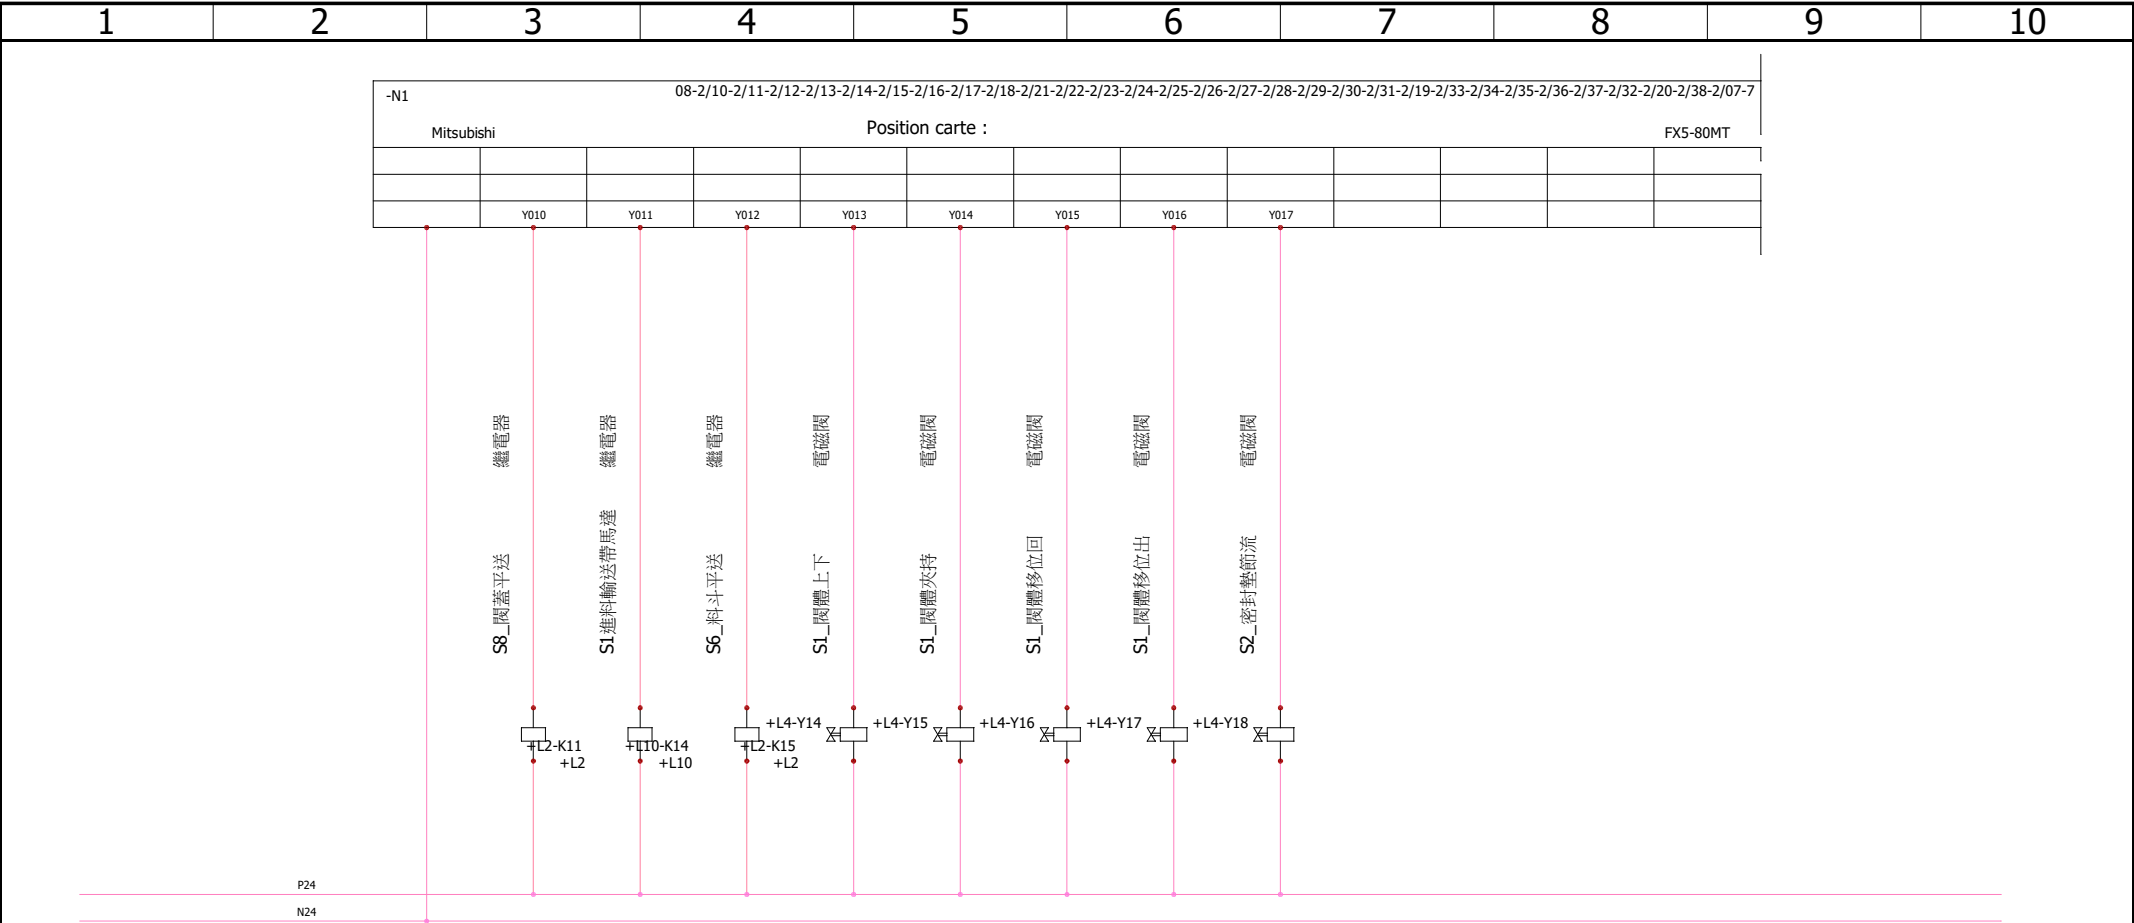 1 2 3 4 5 6 7 8 9 10
-N1 08-2/10-2/11-2/12-2/13-2/14-2/15-2/16-2/17-2/18-2/21-2/22-2/23-2/24-2/25-2/26-2/27-2/28-2/29-2/30-2/31-2/19-2/33-2/34-2/35-2/36-2/37-2/32-2/20-2/38-2/07-7
Mitsubishi Position carte : FX5-80MT
Y010 Y011 Y012 Y013 Y014 Y015 Y016 Y017
S8_閥蓋平送 繼電器
S1進料輸送帶馬達 繼電器
S6_料斗平送 繼電器
S1_閥體上下 電磁閥
S1_閥體夾持 電磁閥
S1_閥體移位回 電磁閥
S1_閥體移位出 電磁閥
S2_密封墊節流 電磁閥
+L4-Y14 +L4-Y15 +L4-Y16 +L4-Y17 +L4-Y18
+L2-K11 +L10-K14 +L2-K15
+L2 +L10 +L2
P24
N24